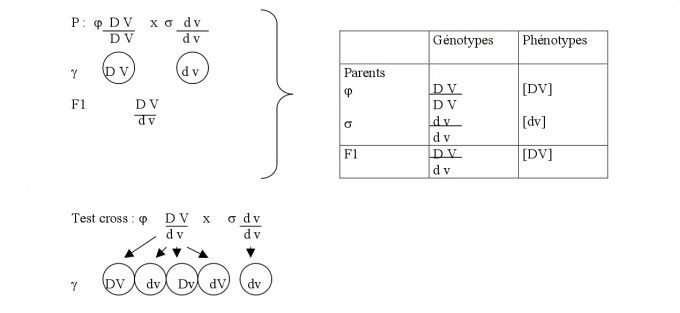 P : φ D V x σ d v
D V d v
γ D V d v
F1 D V
d v
Génotypes Phénotypes
Parents
φ D V [DV]
D V
σ d v [dv]
d v
F1 D V [DV]
d v
Test cross : φ D V x σ d v
d v d v
γ DV dv Dv dV dv